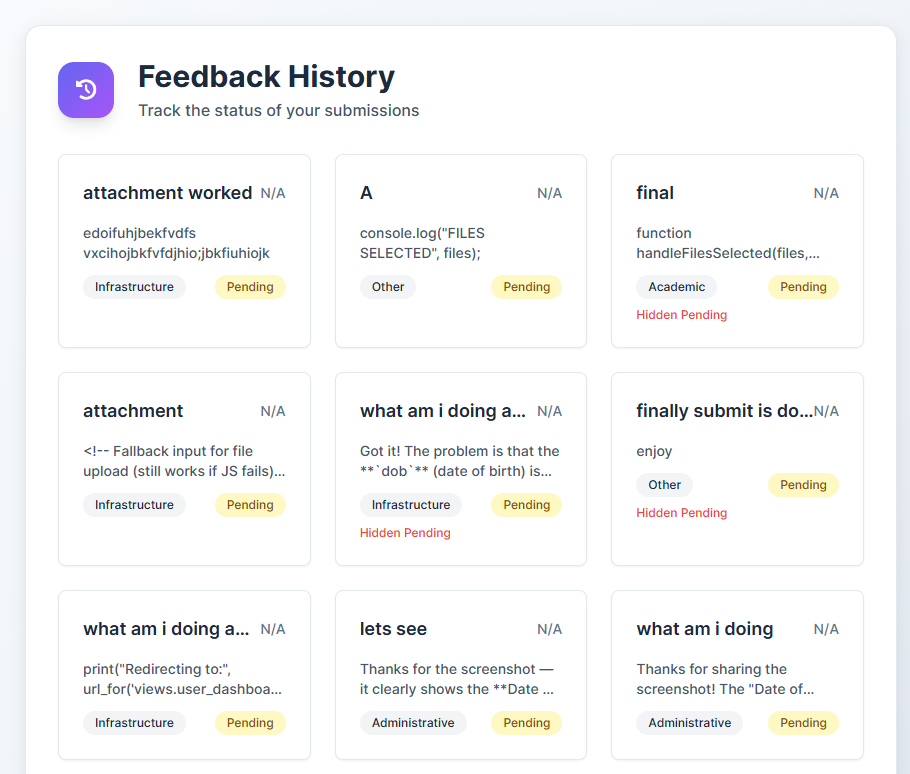 Feedback History
Track the status of your submissions
attachment worked N/A
edoifuhjbekfvdfs
vxcihojbkfvfdjhio;jbkfiuhiojk
Infrastructure Pending
A N/A
console.log("FILES
SELECTED", files);
Other Pending
final N/A
function
handleFilesSelected(files,...
Academic Pending
Hidden Pending
attachment N/A
<!-- Fallback input for file
upload (still works if JS fails)...
Infrastructure Pending
what am i doing a... N/A
Got it! The problem is that the
**`dob`** (date of birth) is...
Infrastructure Pending
Hidden Pending
finally submit is do... N/A
enjoy
Other Pending
Hidden Pending
what am i doing a... N/A
print("Redirecting to:",
url_for('views.user_dashboa...
Infrastructure Pending
lets see N/A
Thanks for the screenshot —
it clearly shows the **Date ...
Administrative Pending
what am i doing N/A
Thanks for sharing the
screenshot! The "Date of...
Administrative Pending